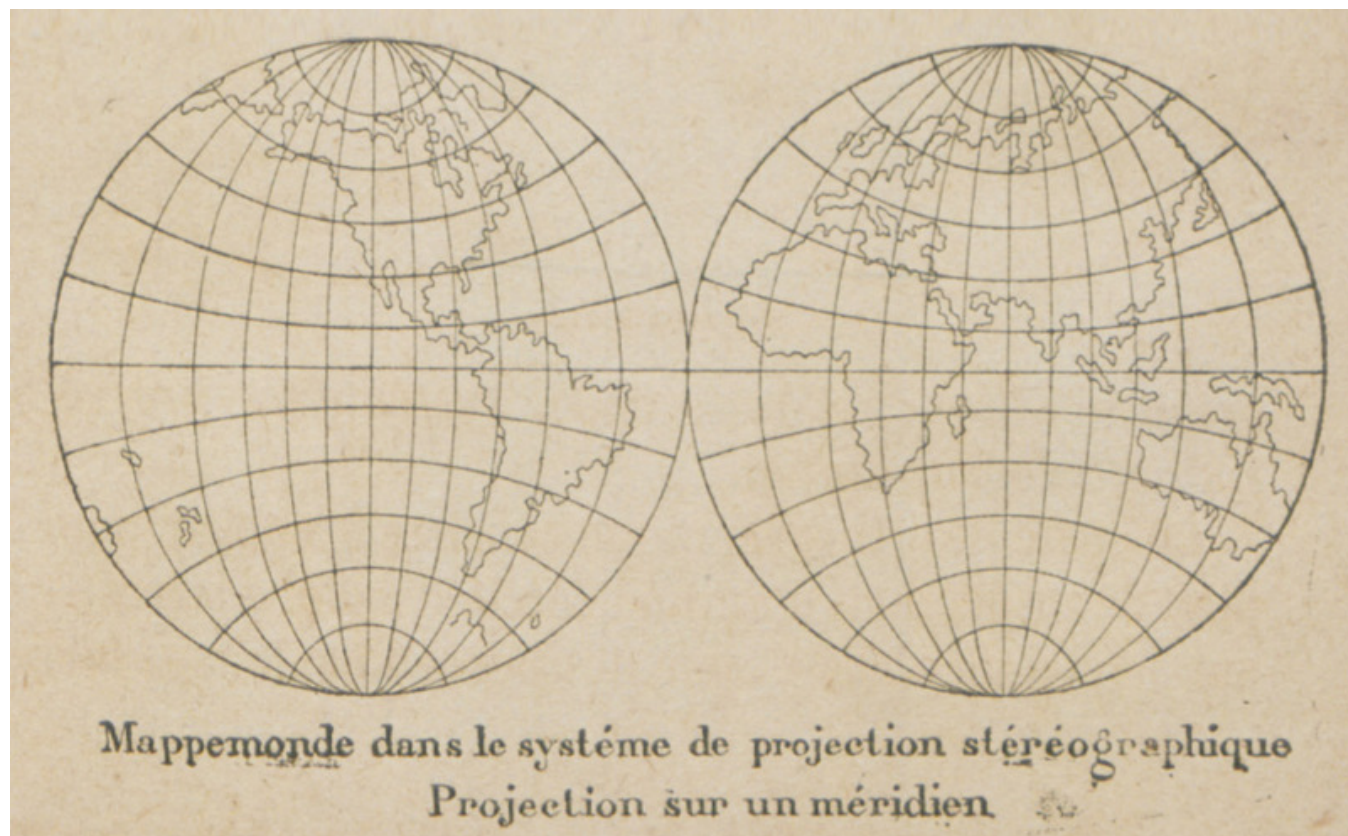 Mappemonde dans le systéme de projection stéréographique
Projection sur un méridien.